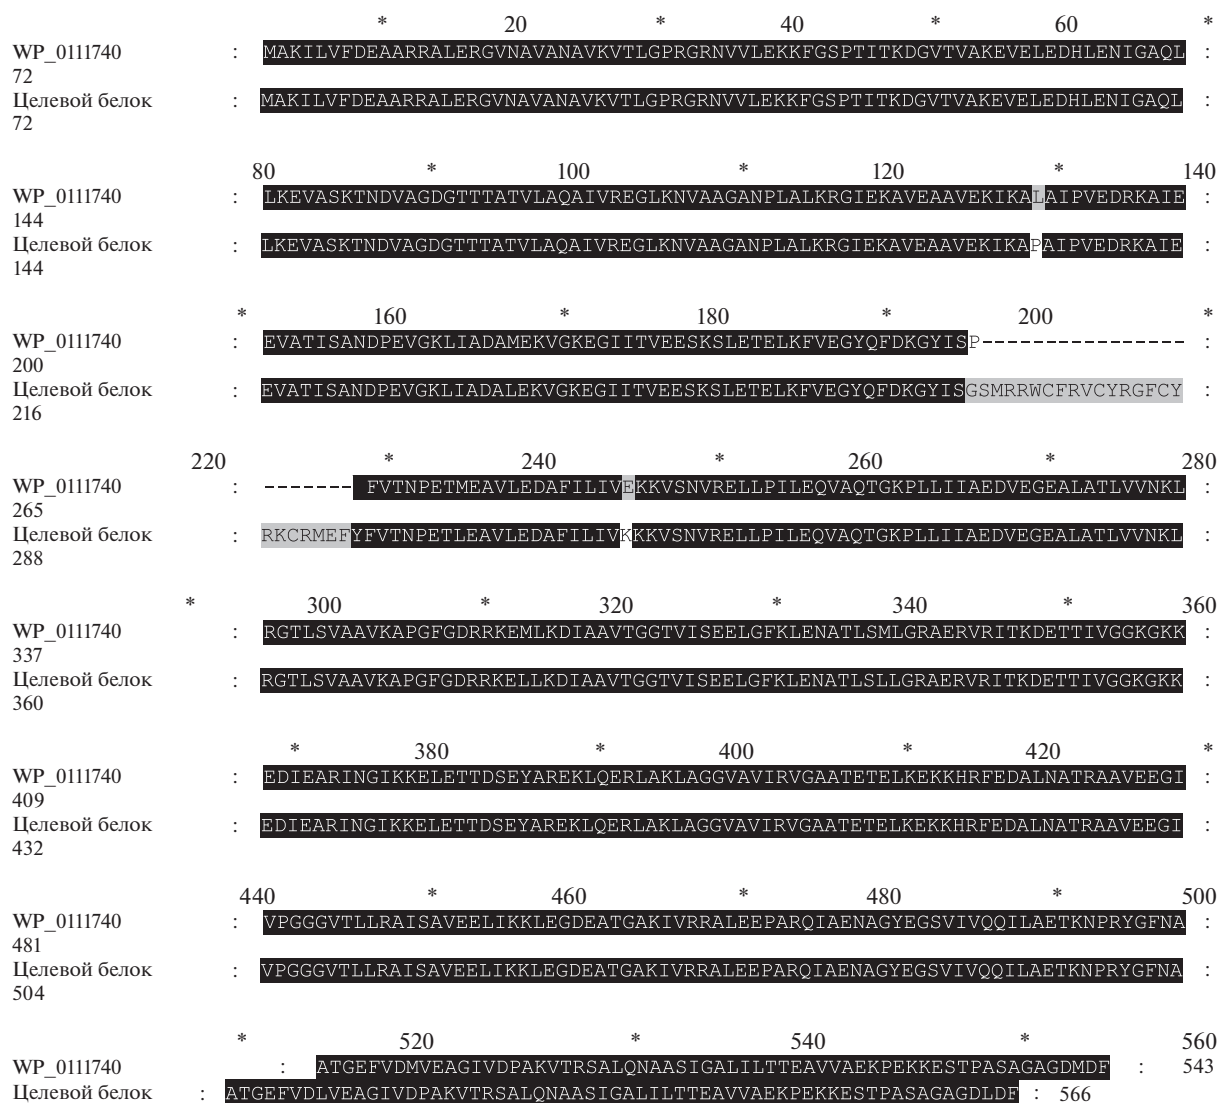 * 20 * 40 * 60 *
WP_0111740 : MAKILVFDEAARRALERGVNAVANAVKVTLGPRGRNVVLEKKFGSPTITKDGVTVAKEVELEDHLENIGAQL :
72
Целевой белок : MAKILVFDEAARRALERGVNAVANAVKVTLGPRGRNVVLEKKFGSPTITKDGVTVAKEVELEDHLENIGAQL :
72
80 * 100 * 120 * 140
WP_0111740 : LKEVASKTNDVAGDGTTTATVLAQAIVREGLKNVAAGANPLALKRGIEKAVEAAVEKIKALAIPVEDRKAIE :
144
Целевой белок : LKEVASKTNDVAGDGTTTATVLAQAIVREGLKNVAAGANPLALKRGIEKAVEAAVEKIKAPAIPVEDRKAIE :
144
* 160 * 180 * 200 *
WP_0111740 : EVATISANDPEVGKLIADAMEKVGKEGIITVEESKSLETELKFVEGYQFDKGYISP---------------- :
200
Целевой белок : EVATISANDPEVGKLIADALEKVGKEGIITVEESKSLETELKFVEGYQFDKGYISGSMRRWCFRVCYRGFCY :
216
220 * 240 * 260 * 280
WP_0111740 : ------- FVTNPETMEAVLEDAFILIVEKKVSNVRELLPILEQVAQTGKPLLIIAEDVEGEALATLVVNKL :
265
Целевой белок : RKCRMEFYFVTNPETLEAVLEDAFILIVKKKVSNVRELLPILEQVAQTGKPLLIIAEDVEGEALATLVVNKL :
288
* 300 * 320 * 340 * 360
WP_0111740 : RGTLSVAAVKAPGFGDRRKEMLKDIAAVTGGTVISEELGFKLENATLSMLGRAERVRITKDETTIVGGKGKK :
337
Целевой белок : RGTLSVAAVKAPGFGDRRKELLKDIAAVTGGTVISEELGFKLENATLSLLGRAERVRITKDETTIVGGKGKK :
360
* 380 * 400 * 420 *
WP_0111740 : EDIEARINGIKKELETTDSEYAREKLQERLAKLAGGVAVIRVGAATETELKEKKHRFEDALNATRAAVEEGI :
409
Целевой белок : EDIEARINGIKKELETTDSEYAREKLQERLAKLAGGVAVIRVGAATETELKEKKHRFEDALNATRAAVEEGI :
432
440 * 460 * 480 * 500
WP_0111740 : VPGGGVTLLRAISAVEELIKKLEGDEATGAKIVRRALEEPARQIAENAGYEGSVIVQQILAETKNPRYGFNA :
481
Целевой белок : VPGGGVTLLRAISAVEELIKKLEGDEATGAKIVRRALEEPARQIAENAGYEGSVIVQQILAETKNPRYGFNA :
504
* 520 * 540 * 560
WP_0111740 : ATGEFVDMVEAGIVDPAKVTRSALQNAASIGALILTTEAVVAEKPEKKESTPASAGAGDMDF : 543
Целевой белок : ATGEFVDLVEAGIVDPAKVTRSALQNAASIGALILTTEAVVAEKPEKKESTPASAGAGDLDF : 566